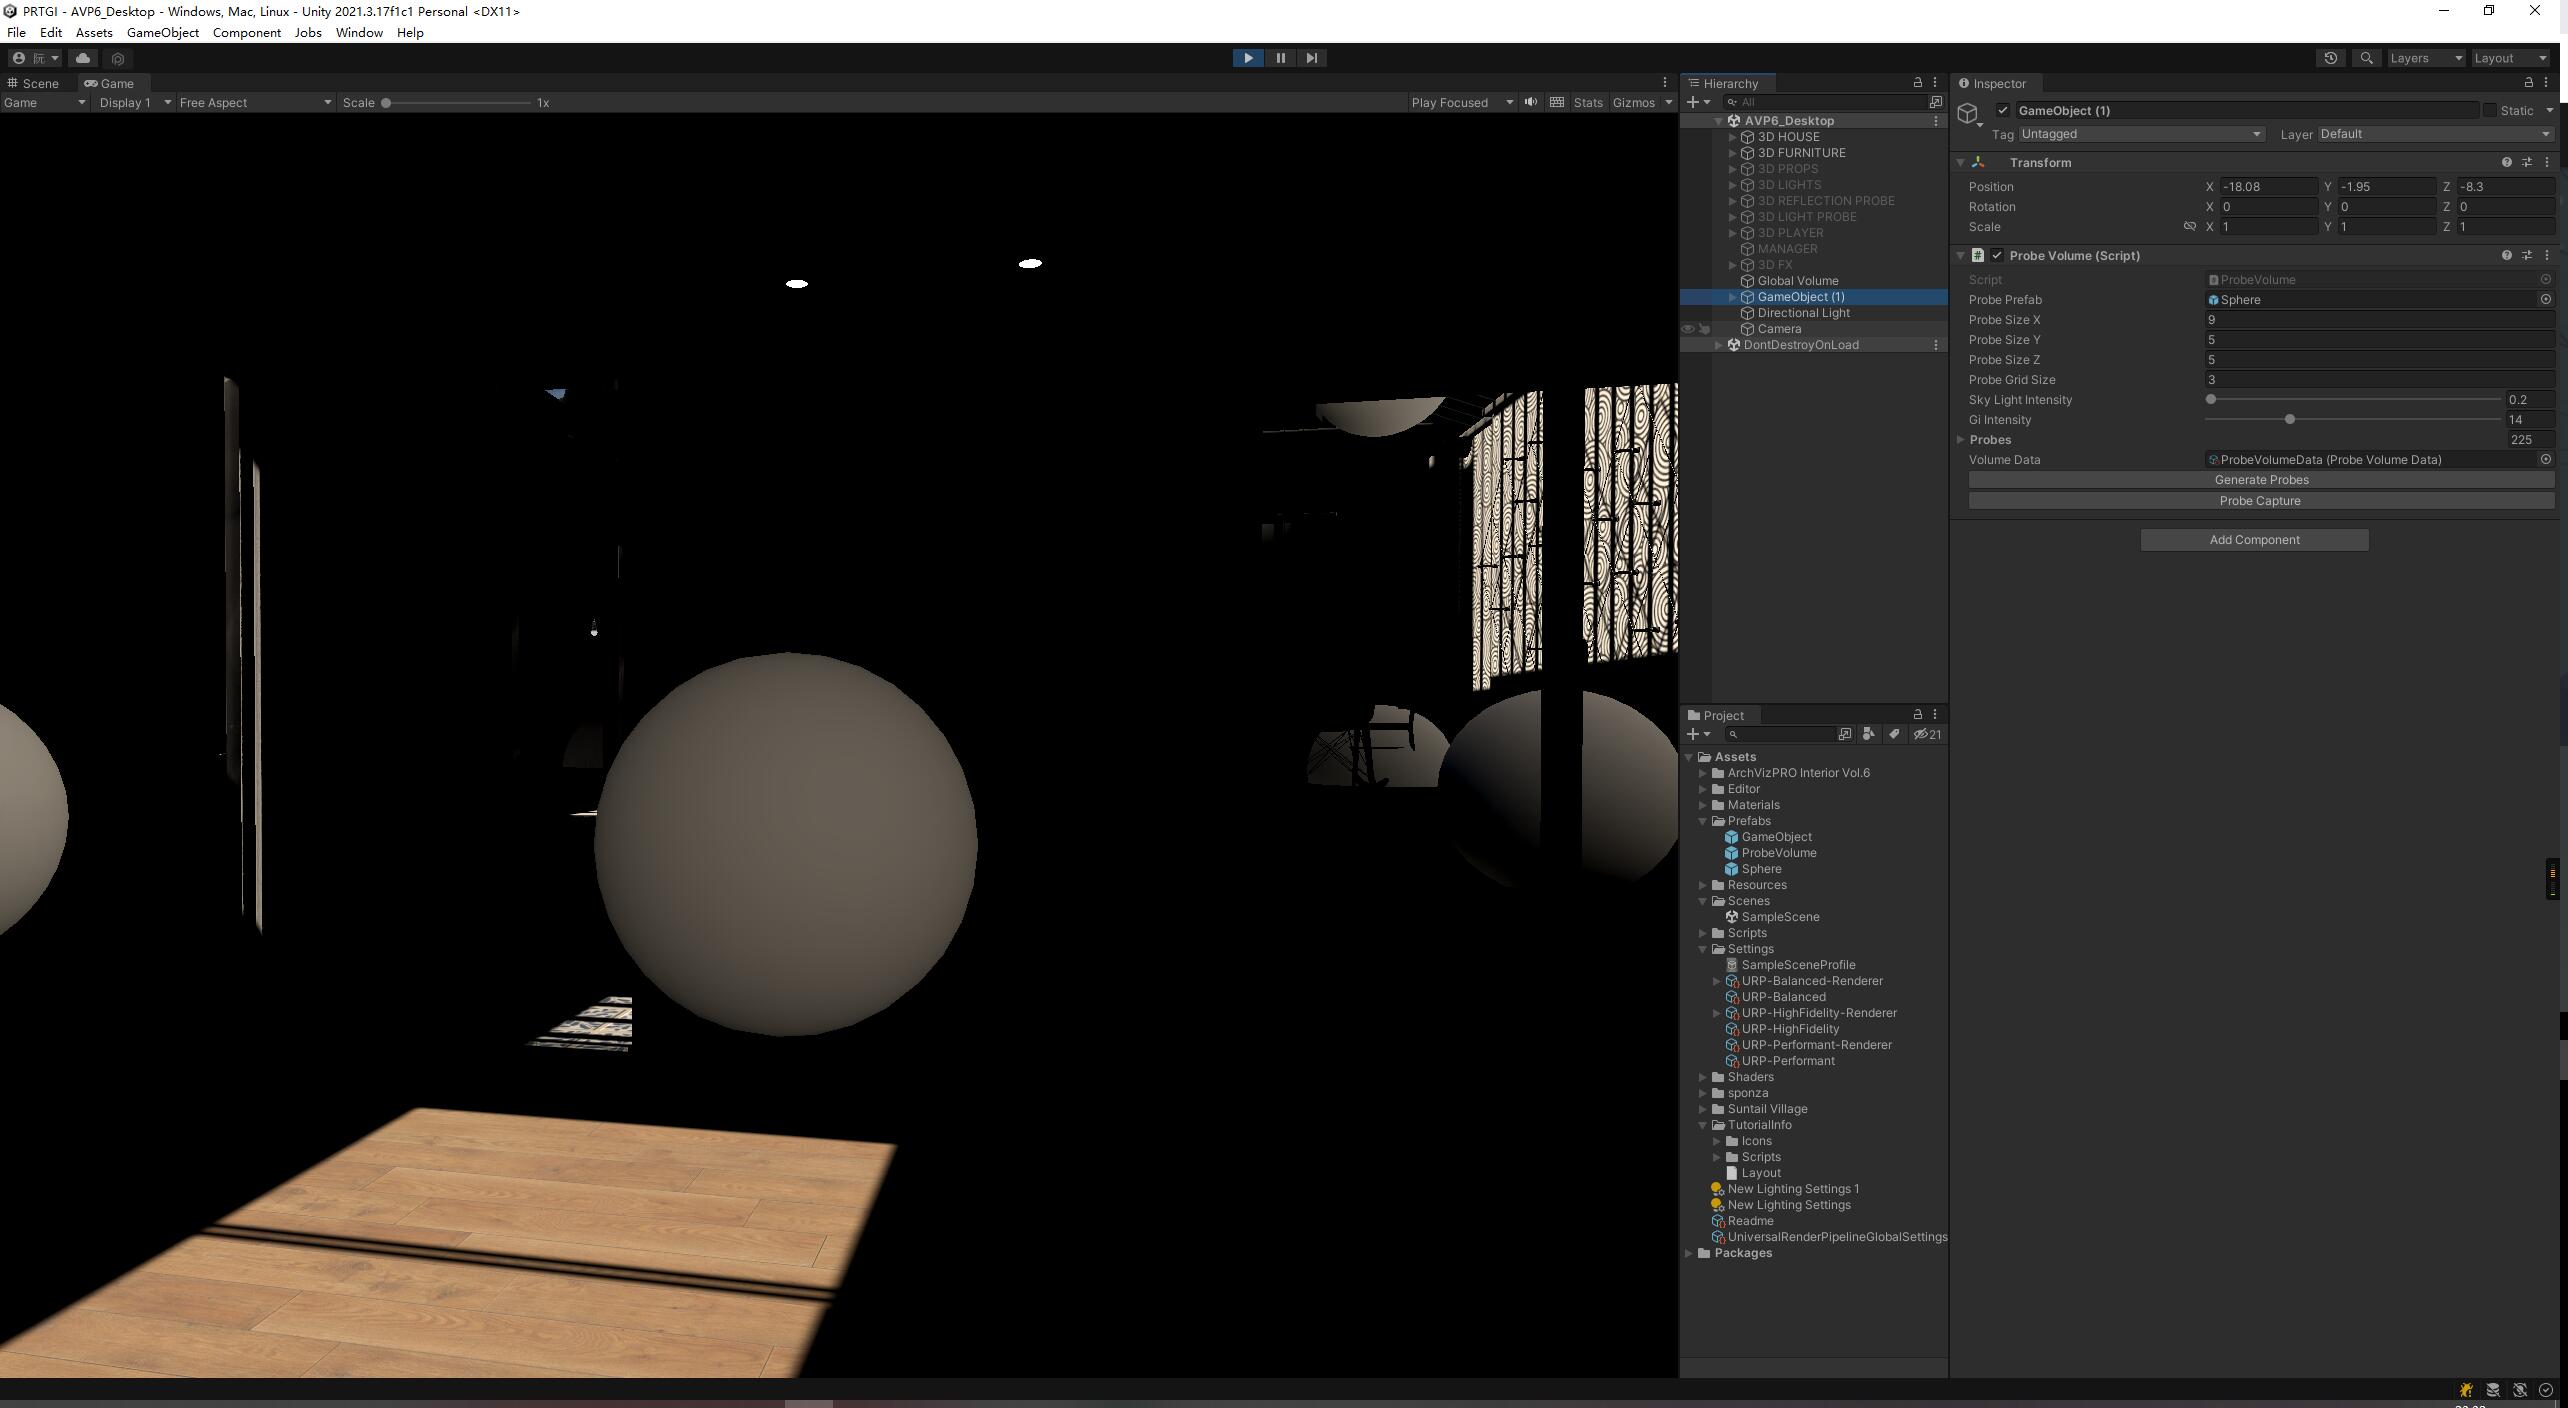 PRTGI - AVP6_Desktop - Windows, Mac, Linux - Unity 2021.3.17f1c1 Personal <DX11>
File Edit Assets GameObject Component Jobs Window Help
阮
Layers Layout
Scene Game
Game Display 1 Free Aspect Scale 1x Play Focused Stats Gizmos
Hierarchy
All
AVP6_Desktop
3D HOUSE
3D FURNITURE
3D PROPS
3D LIGHTS
3D REFLECTION PROBE
3D LIGHT PROBE
3D PLAYER
MANAGER
3D FX
Global Volume
GameObject (1)
Directional Light
Camera
DontDestroyOnLoad
Project
21
Assets
ArchVizPRO Interior Vol.6
Editor
Materials
Prefabs
GameObject
ProbeVolume
Sphere
Resources
Scenes
SampleScene
Scripts
Settings
SampleSceneProfile
URP-Balanced-Renderer
URP-Balanced
URP-HighFidelity-Renderer
URP-HighFidelity
URP-Performant-Renderer
URP-Performant
Shaders
sponza
Suntail Village
TutorialInfo
Icons
Scripts
Layout
New Lighting Settings 1
New Lighting Settings
Readme
UniversalRenderPipelineGlobalSettings
Packages
Inspector
GameObject (1) Static
Tag Untagged Layer Default
Transform
Position X -18.08 Y -1.95 Z -8.3
Rotation X 0 Y 0 Z 0
Scale X 1 Y 1 Z 1
# Probe Volume (Script)
Script ProbeVolume
Probe Prefab Sphere
Probe Size X 9
Probe Size Y 5
Probe Size Z 5
Probe Grid Size 3
Sky Light Intensity 0.2
Gi Intensity 14
Probes 225
Volume Data ProbeVolumeData (Probe Volume Data)
Generate Probes
Probe Capture
Add Component